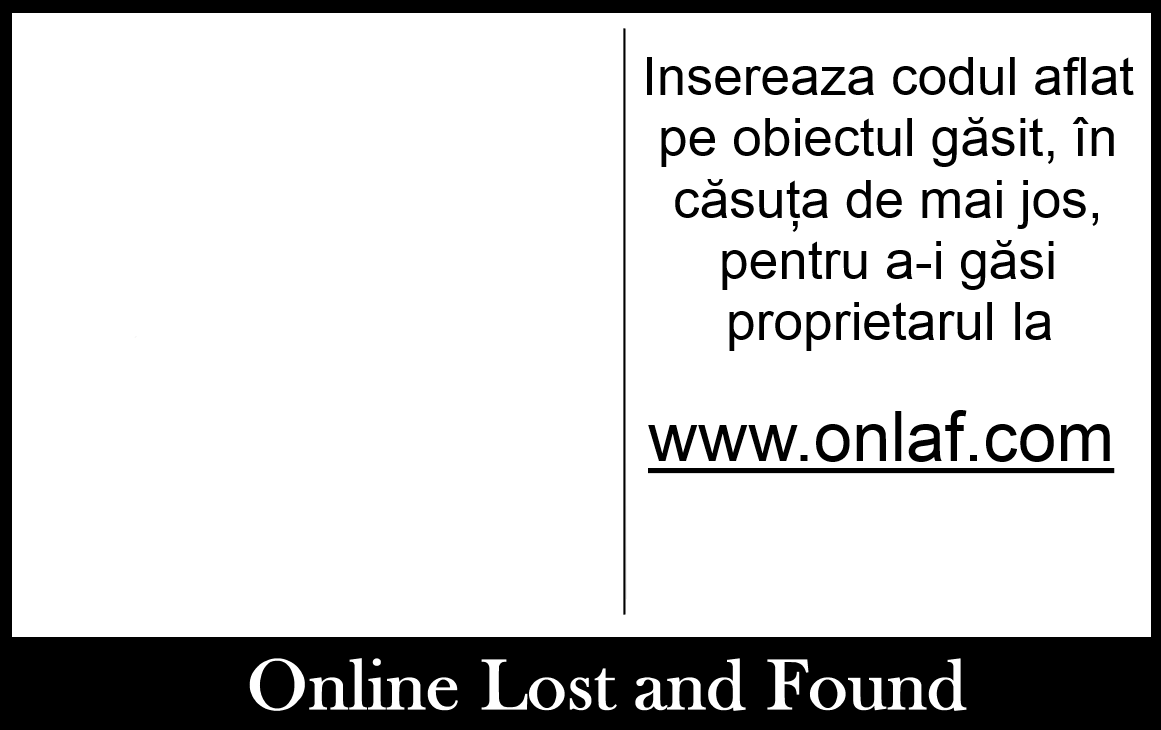 Insereaza codul aflat
pe obiectul găsit, în
căsuța de mai jos,
pentru a-i găsi
proprietarul la
www.onlaf.com
Online Lost and Found